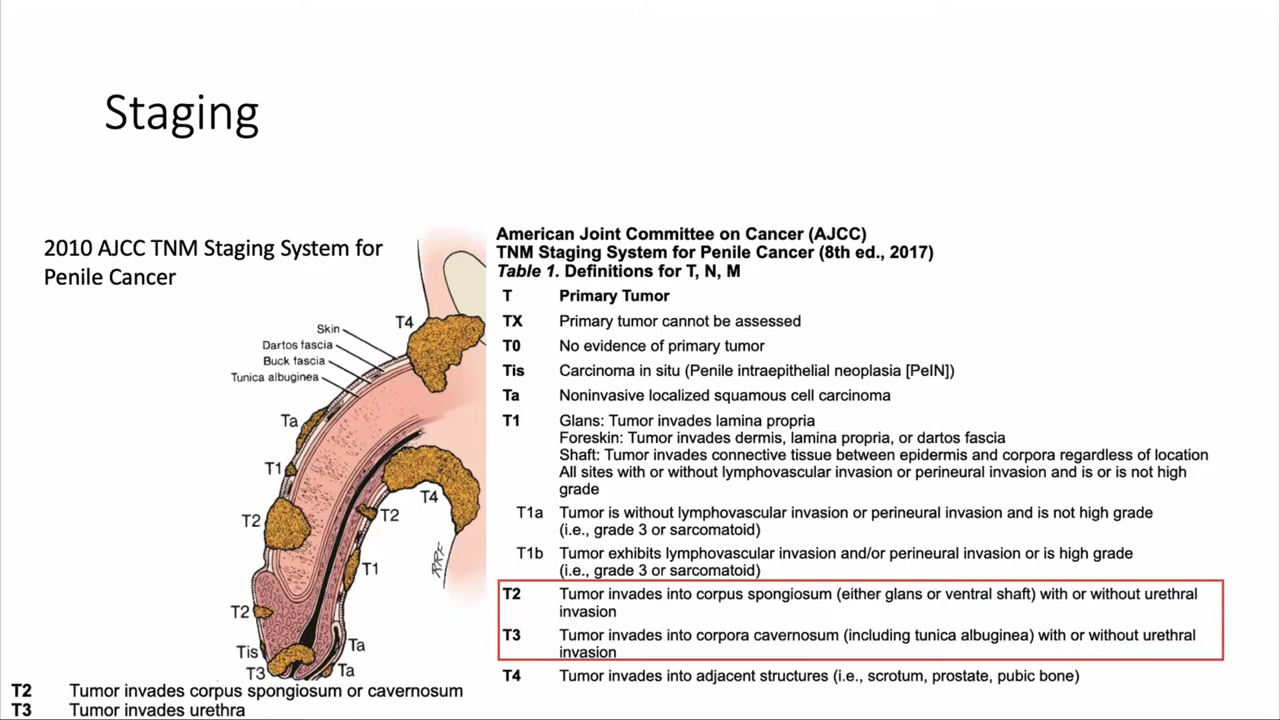 Staging
2010 AJCC TNM Staging System for
Penile Cancer
Skin
Dartos fascia
Buck fascia
Tunica albuginea
T4
Ta
T1
T2
T2
Tis
T3
T4
T2
T1
Ta
Ta
RPF
T2 Tumor invades corpus spongiosum or cavernosum
T3 Tumor invades urethra
American Joint Committee on Cancer (AJCC)
TNM Staging System for Penile Cancer (8th ed., 2017)
Table 1. Definitions for T, N, M
T Primary Tumor
TX Primary tumor cannot be assessed
T0 No evidence of primary tumor
Tis Carcinoma in situ (Penile intraepithelial neoplasia [PeIN])
Ta Noninvasive localized squamous cell carcinoma
T1 Glans: Tumor invades lamina propria
Foreskin: Tumor invades dermis, lamina propria, or dartos fascia
Shaft: Tumor invades connective tissue between epidermis and corpora regardless of location
All sites with or without lymphovascular invasion or perineural invasion and is or is not high
grade
T1a Tumor is without lymphovascular invasion or perineural invasion and is not high grade
(i.e., grade 3 or sarcomatoid)
T1b Tumor exhibits lymphovascular invasion and/or perineural invasion or is high grade
(i.e., grade 3 or sarcomatoid)
T2 Tumor invades into corpus spongiosum (either glans or ventral shaft) with or without urethral
invasion
T3 Tumor invades into corpora cavernosum (including tunica albuginea) with or without urethral
invasion
T4 Tumor invades into adjacent structures (i.e., scrotum, prostate, pubic bone)